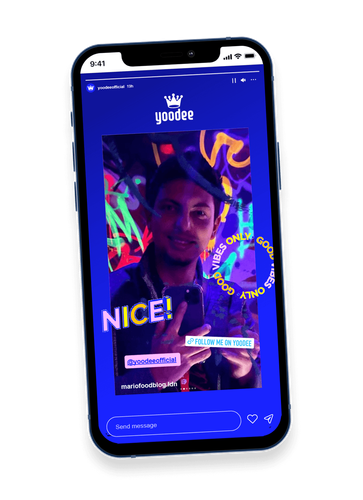 9:41
yoodeeofficial 13h
yoodee
GOOD VIBES ONLY GOOD VIBES ONLY
NICE!
FOLLOW ME ON YOODEE
@yoodeeofficial
mariofoodblog.ldn
Send message